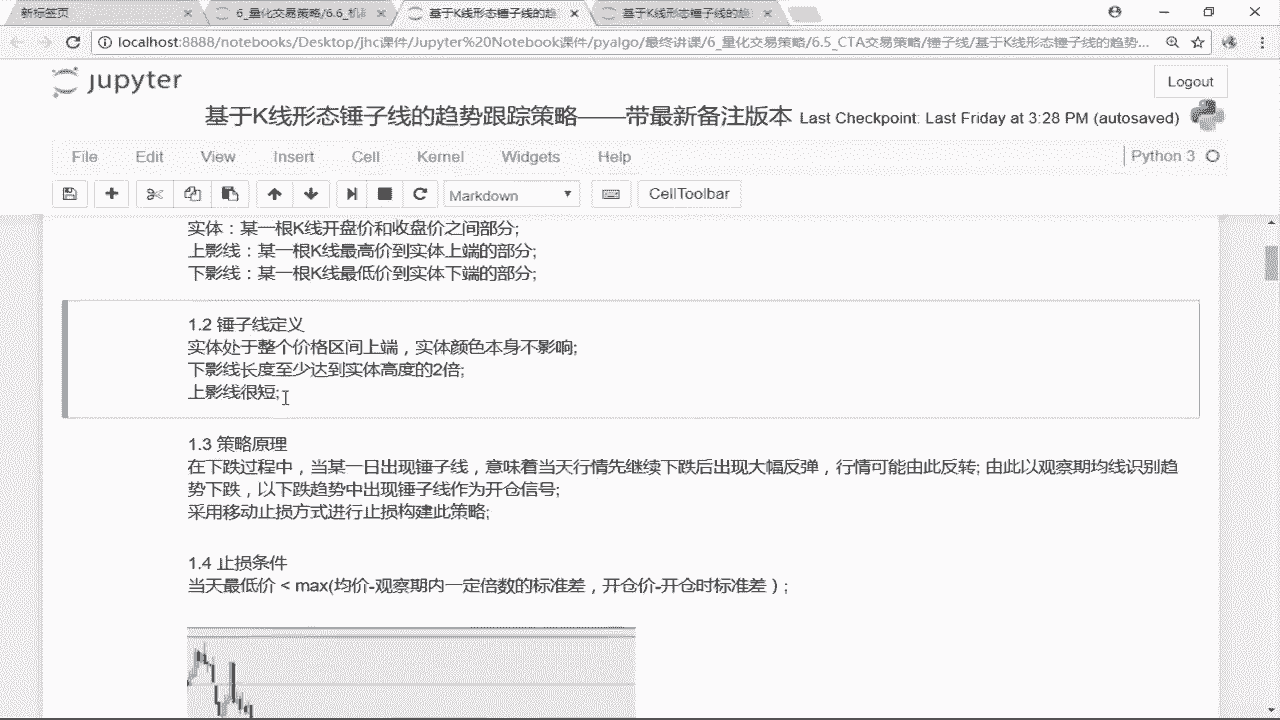 新标签页
6_量化交易策略/6.6_机
基于K线形态锤子线的趋
基于K线形态锤子线的趋
localhost:8888/notebooks/Desktop/jhc课件/Jupyter%20Notebook课件/pyalgo/最终讲课/6_量化交易策略/6.5_CTA交易策略/锤子线/基于K线形态锤子线的趋势...
jupyter
基于K线形态锤子线的趋势跟踪策略——带最新备注版本 Last Checkpoint: Last Friday at 3:28 PM (autosaved)
Logout
File Edit View Insert Cell Kernel Widgets Help
Python 3
Markdown
CellToolbar
实体：某一根K线开盘价和收盘价之间部分;
上影线：某一根K线最高价到实体上端的部分;
下影线：某一根K线最低价到实体下端的部分;
1.2 锤子线定义
实体处于整个价格区间上端，实体颜色本身不影响;
下影线长度至少达到实体高度的2倍;
上影线很短;
1.3 策略原理
在下跌过程中，当某一日出现锤子线，意味着当天行情先继续下跌后出现大幅反弹，行情可能由此反转; 由此以观察期均线识别趋
势下跌，以下跌趋势中出现锤子线作为开仓信号;
采用移动止损方式进行止损构建此策略;
1.4 止损条件
当天最低价 < max(均价-观察期内一定倍数的标准差，开仓价-开仓时标准差）;